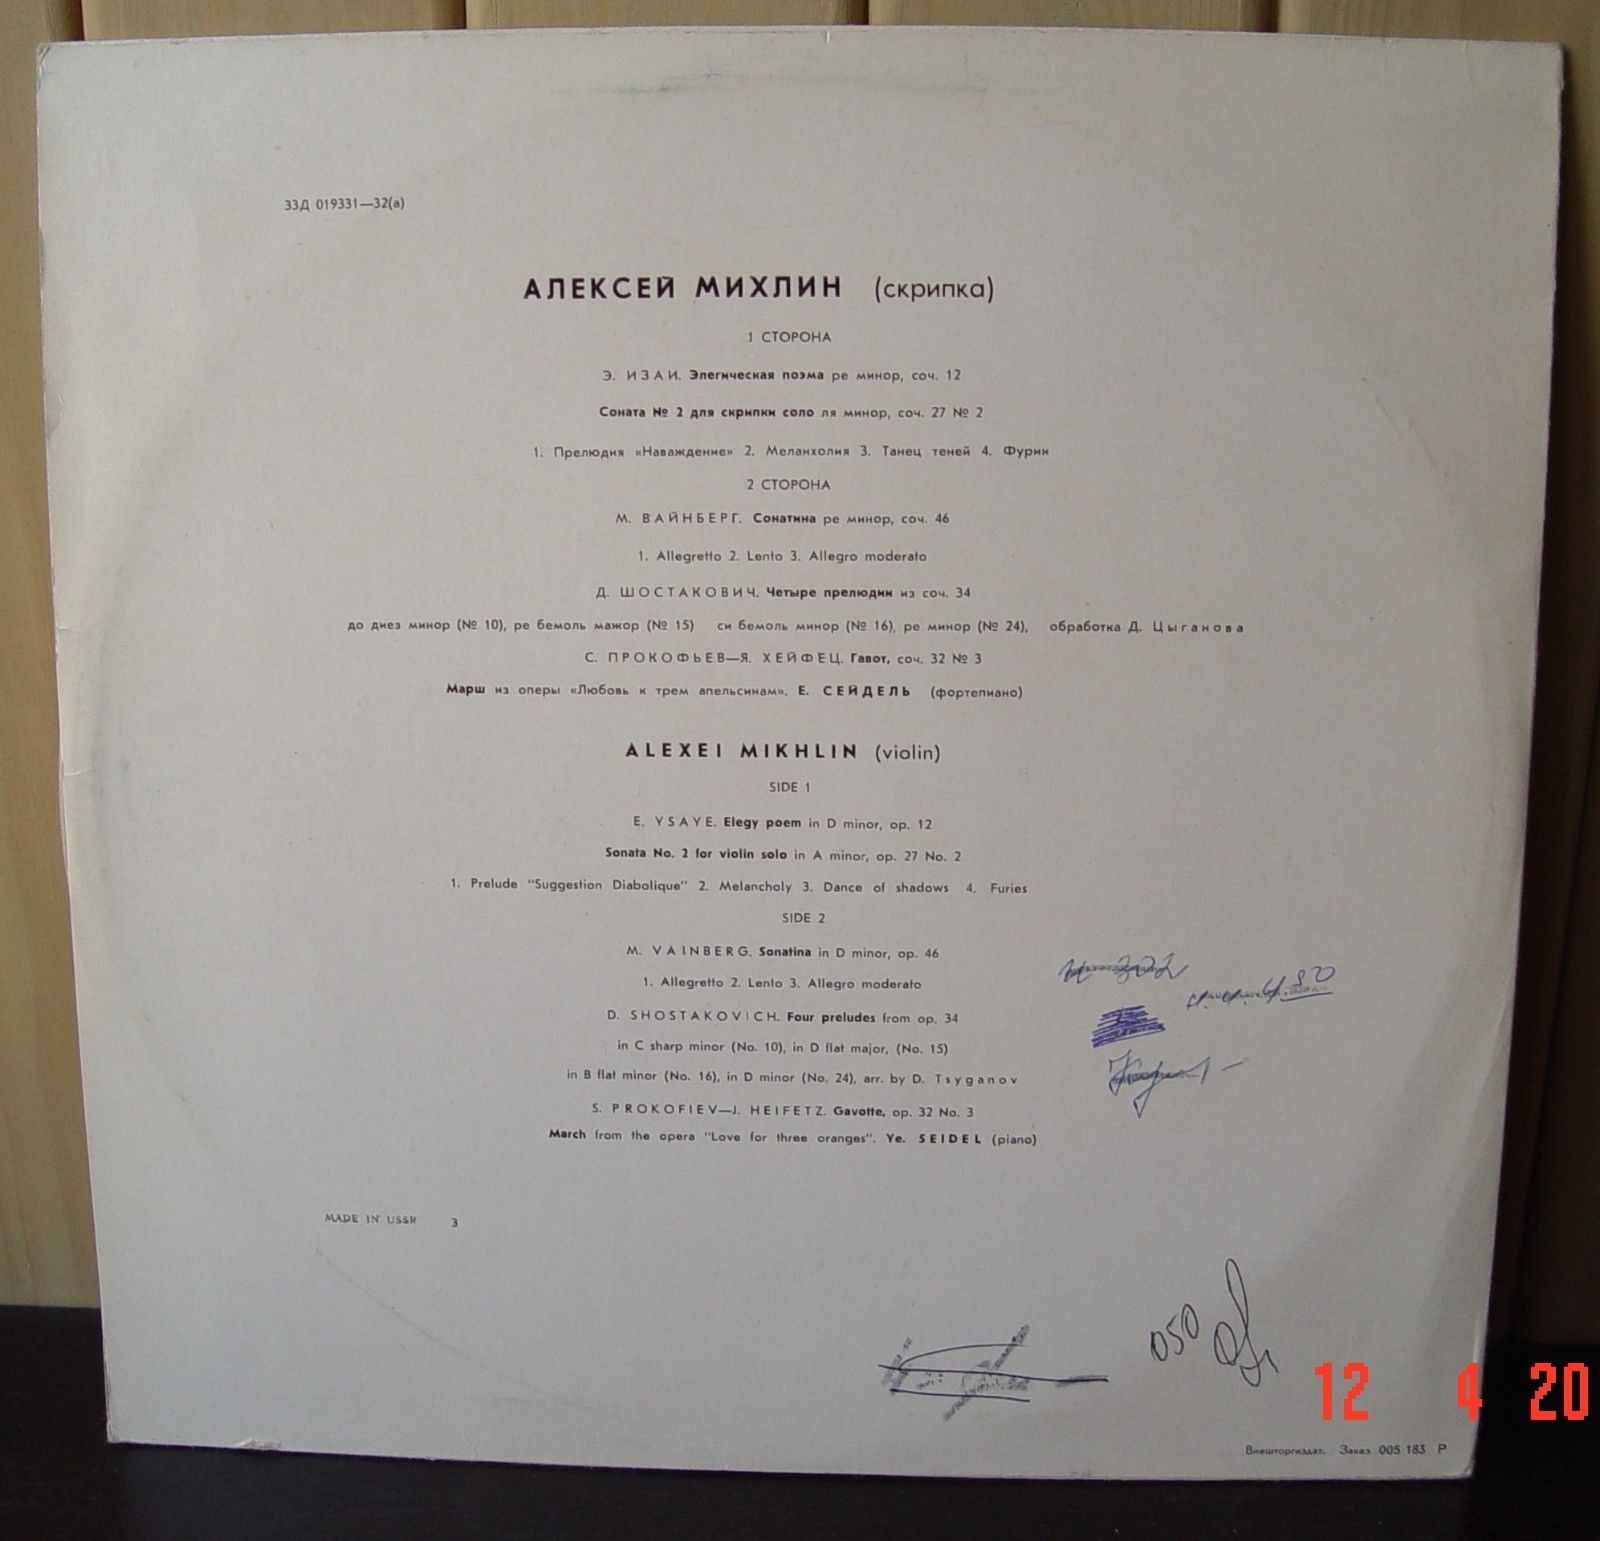 33Д 019331—32(а)
АЛЕКСЕЙ МИХЛИН (скрипка)
1 СТОРОНА
Э. ИЗАИ. Элегическая поэма ре минор, соч. 12
Соната № 2 для скрипки соло ля минор, соч. 27 № 2
1. Прелюдия «Наваждение» 2. Меланхолия 3. Танец теней 4. Фурии
2 СТОРОНА
М. ВАЙНБЕРГ. Сонатина ре минор, соч. 46
1. Allegretto 2. Lento 3. Allegro moderato
Д. ШОСТАКОВИЧ. Четыре прелюдии из соч. 34
до диез минор (№ 10), ре бемоль мажор (№ 15) си бемоль минор (№ 16), ре минор (№ 24), обработка Д. Цыганова
С. ПРОКОФЬЕВ—Я. ХЕЙФЕЦ. Гавот, соч. 32 № 3
Марш из оперы «Любовь к трем апельсинам». Е. СЕЙДЕЛЬ (фортепиано)
ALEXEI MIKHLIN (violin)
SIDE 1
E. YSAYE. Elegy poem in D minor, op. 12
Sonata No. 2 for violin solo in A minor, op. 27 No. 2
1. Prelude "Suggestion Diabolique" 2. Melancholy 3. Dance of shadows 4. Furies
SIDE 2
M. VAINBERG. Sonatina in D minor, op. 46
1. Allegretto 2. Lento 3. Allegro moderato
D. SHOSTAKOVICH. Four preludes from op. 34
in C sharp minor (No. 10), in D flat major, (No. 15)
in B flat minor (No. 16), in D minor (No. 24), arr. by D. Tsyganov
S. PROKOFIEV—J. HEIFETZ. Gavotte, op. 32 No. 3
March from the opera "Love for three oranges". Ye. SEIDEL (piano)
MADE IN USSR 3
050
12 4 20
Внешторгиздат. Заказ 005 183 Р